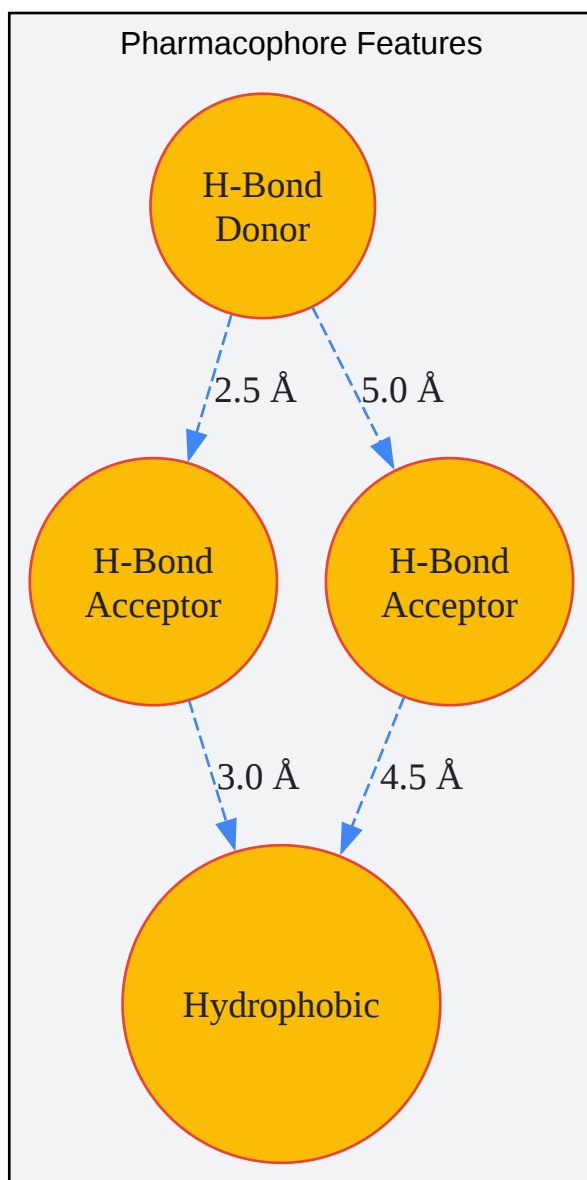 Pharmacophore Features
H-Bond
Donor
2.5 Å
5.0 Å
H-Bond
Acceptor
H-Bond
Acceptor
3.0 Å
4.5 Å
Hydrophobic